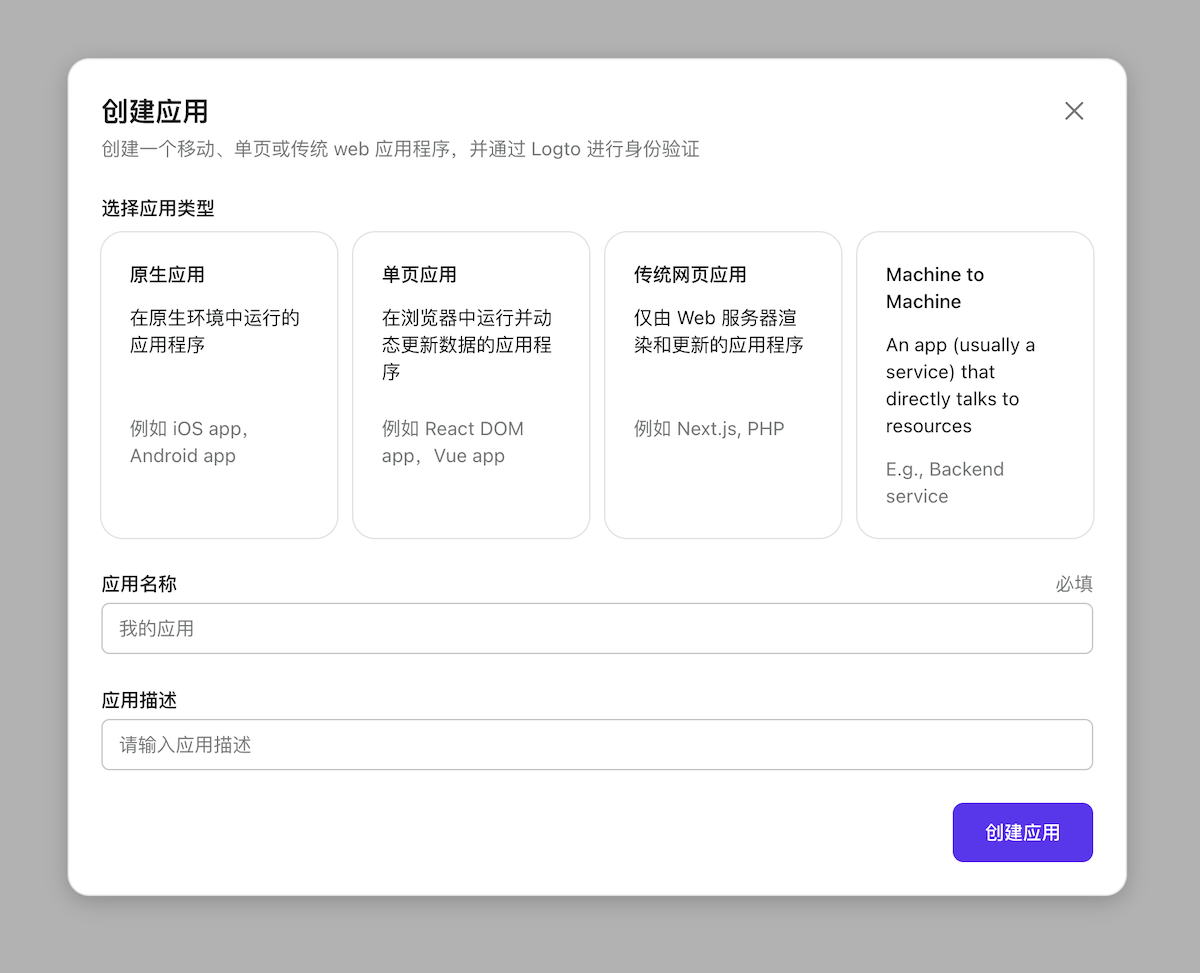 创建应用
创建一个移动、单页或传统 web 应用程序，并通过 Logto 进行身份验证
选择应用类型
原生应用
在原生环境中运行的
应用程序
例如 iOS app，
Android app
单页应用
在浏览器中运行并动
态更新数据的应用程
序
例如 React DOM
app，Vue app
传统网页应用
仅由 Web 服务器渲
染和更新的应用程序
例如 Next.js, PHP
Machine to
Machine
An app (usually a
service) that
directly talks to
resources
E.g., Backend
service
应用名称
必填
我的应用
应用描述
请输入应用描述
创建应用